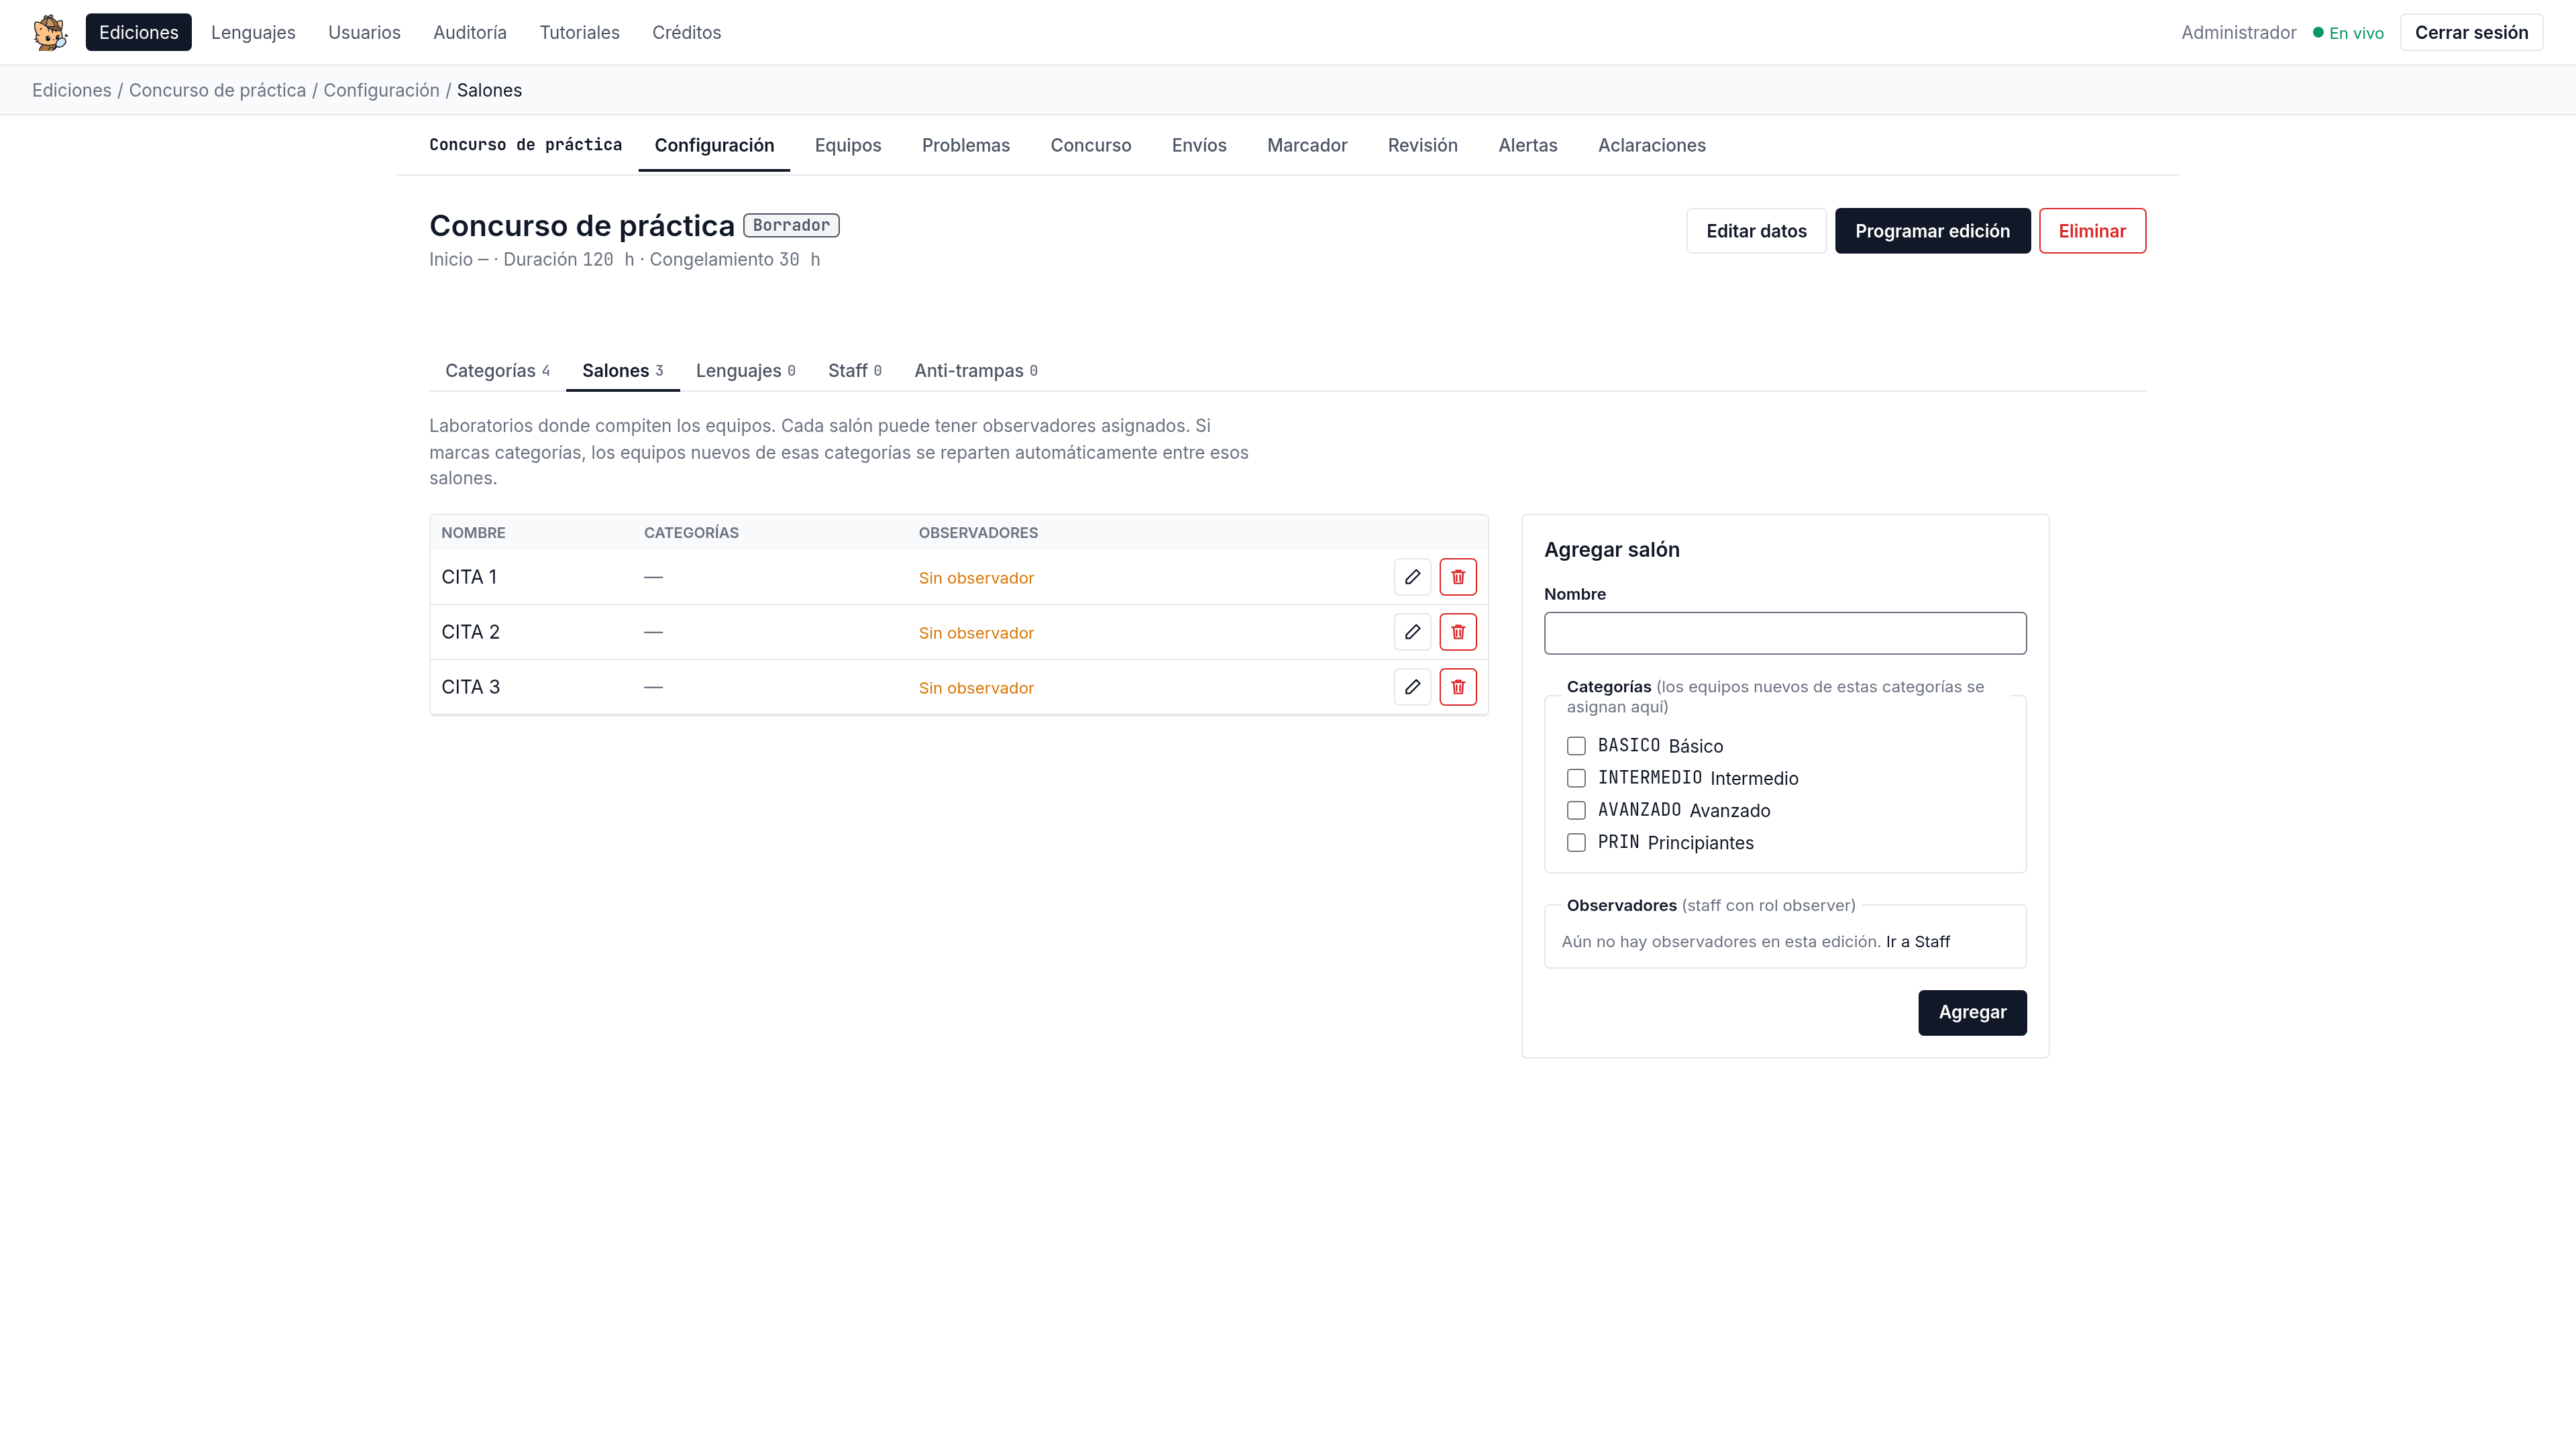 Ediciones Lenguajes Usuarios Auditoría Tutoriales Créditos Administrador En vivo Cerrar sesión
Ediciones / Concurso de práctica / Configuración / Salones
Concurso de práctica Configuración Equipos Problemas Concurso Envíos Marcador Revisión Alertas Aclaraciones
Concurso de práctica Borrador
Editar datos Programar edición Eliminar
Inicio — · Duración 120 h · Congelamiento 30 h
Categorías 4 Salones 3 Lenguajes 0 Staff 0 Anti-trampas 0
Laboratorios donde compiten los equipos. Cada salón puede tener observadores asignados. Si
marcas categorías, los equipos nuevos de esas categorías se reparten automáticamente entre esos
salones.
NOMBRE CATEGORÍAS OBSERVADORES
CITA 1 — Sin observador
CITA 2 — Sin observador
CITA 3 — Sin observador
Agregar salón
Nombre
Categorías (los equipos nuevos de estas categorías se
asignan aquí)
BASICO Básico
INTERMEDIO Intermedio
AVANZADO Avanzado
PRIN Principiantes
Observadores (staff con rol observer)
Aún no hay observadores en esta edición. Ir a Staff
Agregar